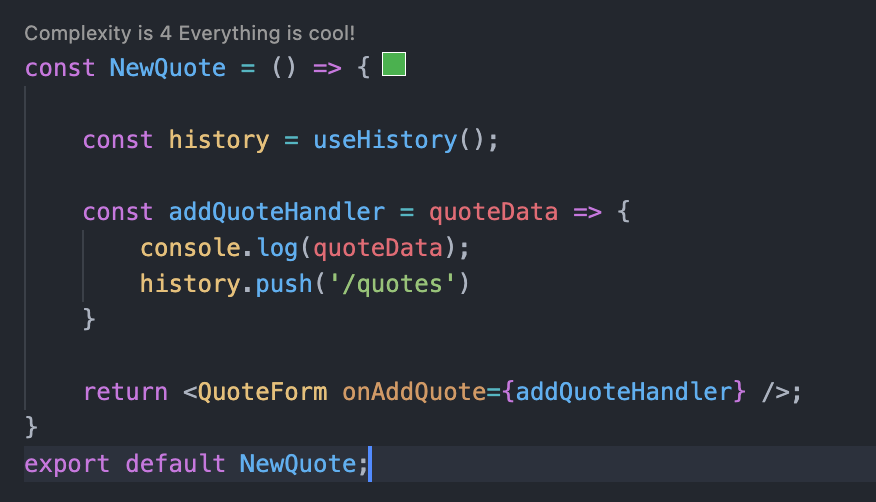 Complexity is 4 Everything is cool!
const NewQuote = () => {
const history = useHistory();
const addQuoteHandler = quoteData => {
console.log(quoteData);
history.push('/quotes')
}
return <QuoteForm onAddQuote={addQuoteHandler} />;
}
export default NewQuote;